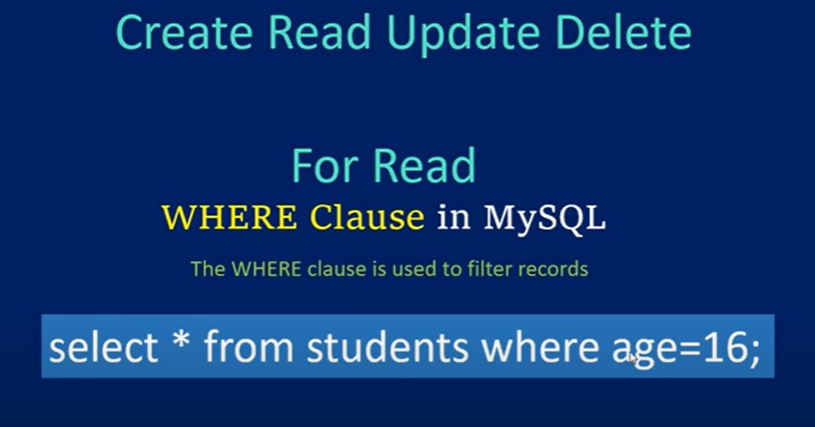 Create Read Update Delete
For Read
WHERE Clause in MySQL
The WHERE clause is used to filter records
select * from students where age=16;